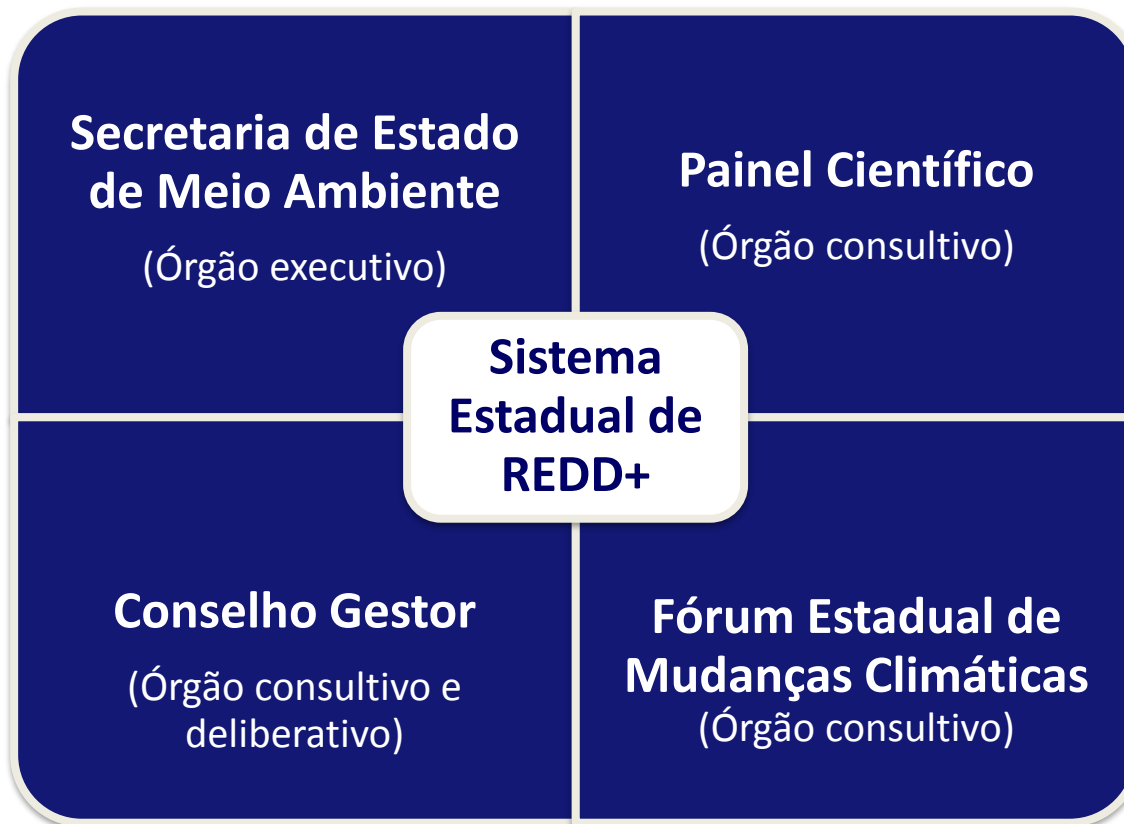 Secretaria de Estado
de Meio Ambiente
(Órgão executivo)
Painel Científico
(Órgão consultivo)
Sistema
Estadual de
REDD+
Conselho Gestor
(Órgão consultivo e
deliberativo)
Fórum Estadual de
Mudanças Climáticas
(Órgão consultivo)